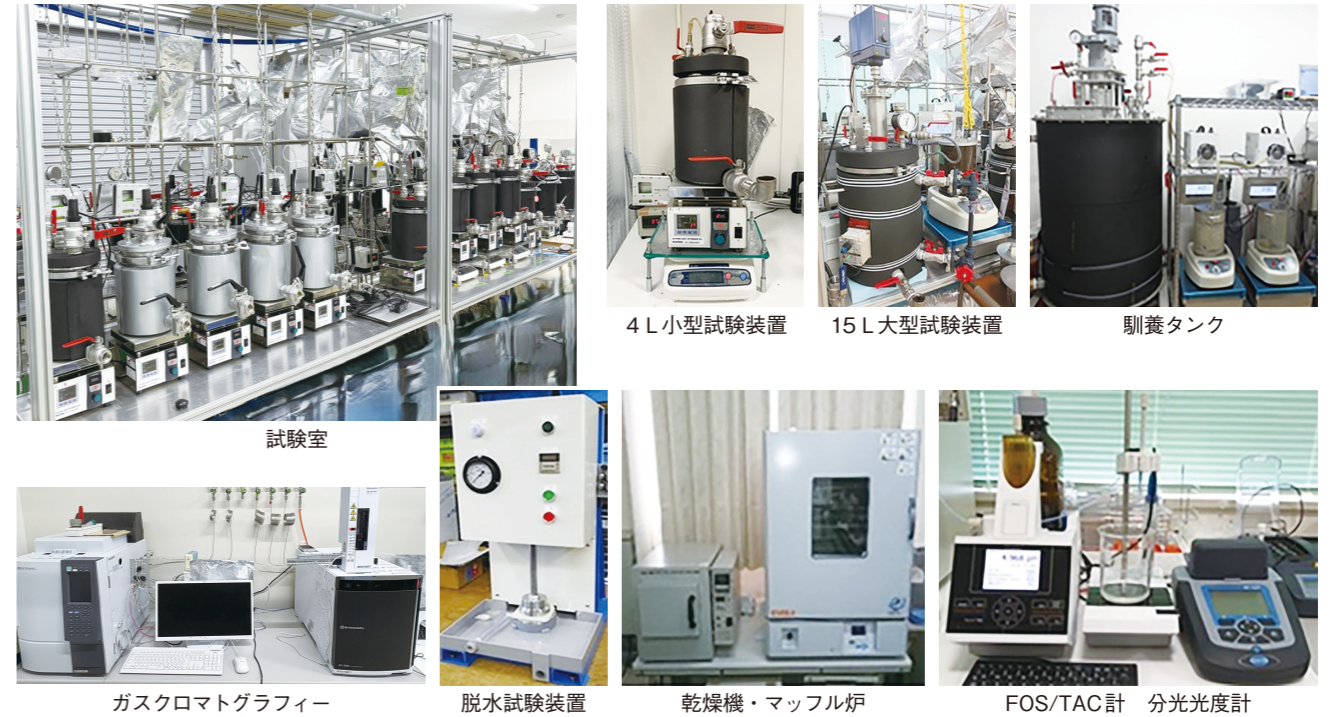 4L小型試験装置
15L大型試験装置
馴養タンク
試験室
ガスクロマトグラフィー
脱水試験装置
乾燥機・マッフル炉
FOS/TAC計 分光光度計